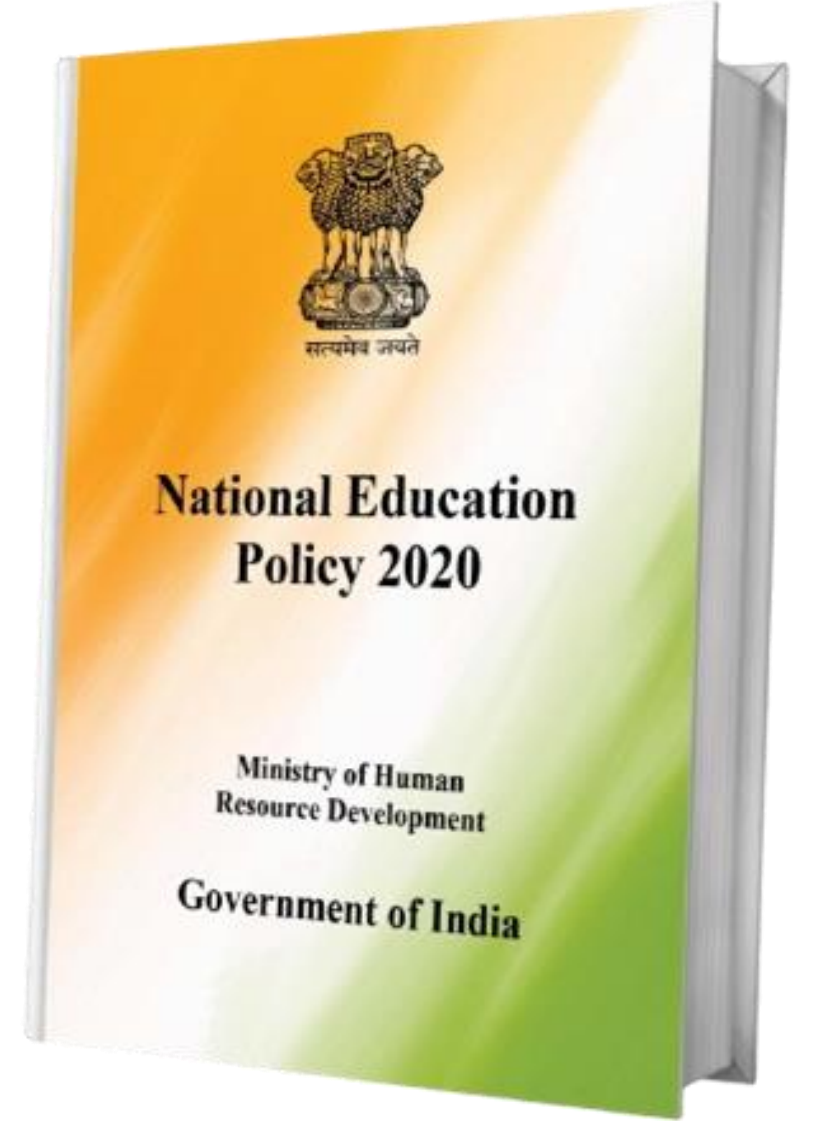 सत्यमेव जयते
National Education
Policy 2020
Ministry of Human
Resource Development
Government of India